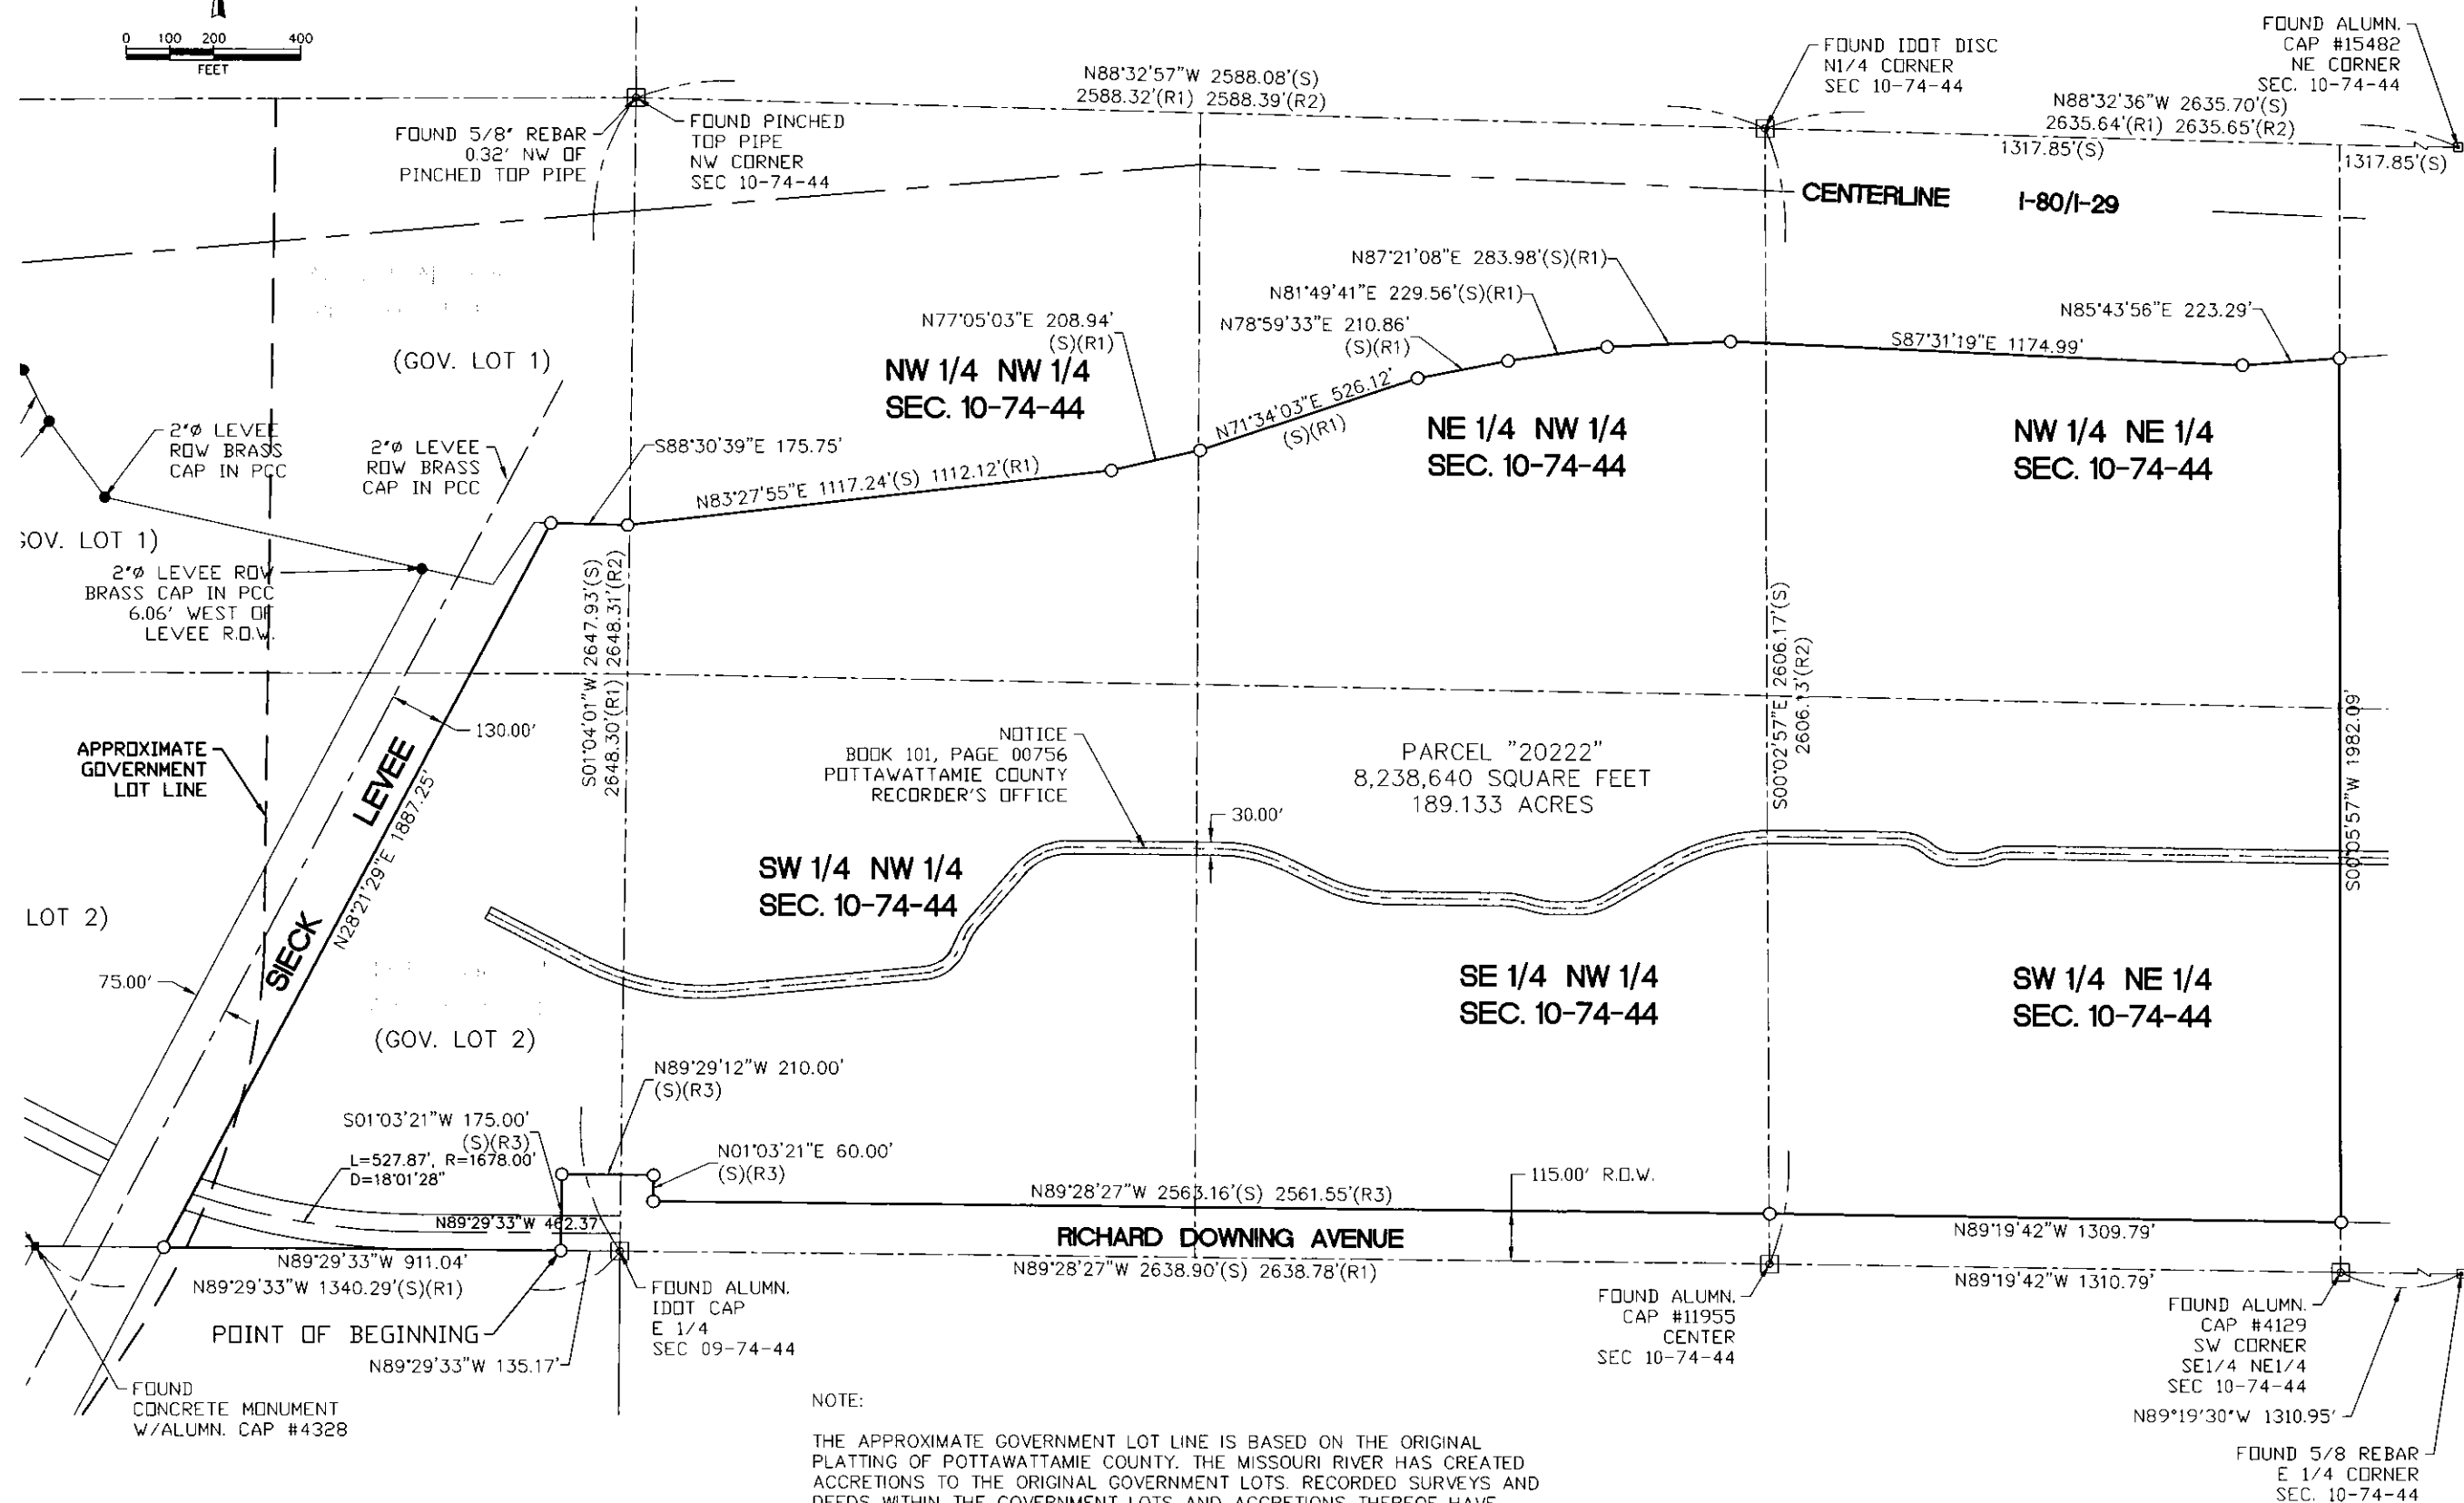 0 100 200 400
FEET
N88°32'57"W 2588.08'(S)
2588.32'(R1) 2588.39'(R2)
FOUND IDOT DISC
N1/4 CORNER
SEC 10-74-44
FOUND ALUMN.
CAP #15482
NE CORNER
SEC. 10-74-44
N88°32'36"W 2635.70'(S)
2635.64'(R1) 2635.65'(R2)
1317.85'(S)
1317.85'(S)
FOUND 5/8" REBAR
0.32' NW OF
PINCHED TOP PIPE
FOUND PINCHED
TOP PIPE
NW CORNER
SEC 10-74-44
CENTERLINE I-80/I-29
N87°21'08"E 283.98'(S)(R1)
N81°49'41"E 229.56'(S)(R1)
N78°59'33"E 210.86'
(S)(R1)
N77°05'03"E 208.94'
(S)(R1)
N85°43'56"E 223.29'
S87°31'19"E 1174.99'
N71°34'03"E 526.12'
(S)(R1)
(GOV. LOT 1)
NW 1/4 NW 1/4
SEC. 10-74-44
NE 1/4 NW 1/4
SEC. 10-74-44
NW 1/4 NE 1/4
SEC. 10-74-44
2"Ø LEVEE
ROW BRASS
CAP IN PCC
2"Ø LEVEE
ROW BRASS
CAP IN PCC
S88°30'39"E 175.75'
N83°27'55"E 1117.24'(S) 1112.12'(R1)
GOV. LOT 1)
2"Ø LEVEE ROW
BRASS CAP IN PCC
6.06' WEST OF
LEVEE R.O.W.
S01°04'01"W 2647.93'(S)
2648.30'(R1) 2648.31'(R2)
S00°02'57"E 2606.17'(S)
2606.13'(R2)
S00°05'57"W 1982.09'
130.00'
APPROXIMATE
GOVERNMENT
LOT LINE
SIECK LEVEE
N28°21'29"E 1887.25'
NOTICE
BOOK 101, PAGE 00756
POTTAWATTAMIE COUNTY
RECORDER'S OFFICE
30.00'
PARCEL "20222"
8,238,640 SQUARE FEET
189.133 ACRES
SW 1/4 NW 1/4
SEC. 10-74-44
LOT 2)
75.00'
SE 1/4 NW 1/4
SEC. 10-74-44
SW 1/4 NE 1/4
SEC. 10-74-44
(GOV. LOT 2)
N89°29'12"W 210.00'
(S)(R3)
S01°03'21"W 175.00'
(S)(R3)
L=527.87', R=1678.00'
D=18°01'28"
N01°03'21"E 60.00'
(S)(R3)
N89°29'33"W 462.37
N89°28'27"W 2563.16'(S) 2561.55'(R3)
115.00' R.O.W.
RICHARD DOWNING AVENUE
N89°19'42"W 1309.79'
N89°29'33"W 911.04'
N89°29'33"W 1340.29'(S)(R1)
N89°28'27"W 2638.90'(S) 2638.78'(R1)
N89°19'42"W 1310.79'
POINT OF BEGINNING
N89°29'33"W 135.17'
FOUND ALUMN.
IDOT CAP
E 1/4
SEC 09-74-44
FOUND ALUMN.
CAP #11955
CENTER
SEC 10-74-44
FOUND ALUMN.
CAP #4129
SW CORNER
SE1/4 NE1/4
SEC 10-74-44
N89°19'30"W 1310.95'
FOUND 5/8 REBAR
E 1/4 CORNER
SEC. 10-74-44
FOUND
CONCRETE MONUMENT
W/ALUMN. CAP #4328
NOTE:
THE APPROXIMATE GOVERNMENT LOT LINE IS BASED ON THE ORIGINAL
PLATTING OF POTTAWATTAMIE COUNTY. THE MISSOURI RIVER HAS CREATED
ACCRETIONS TO THE ORIGINAL GOVERNMENT LOTS. RECORDED SURVEYS AND
DEEDS WITHIN THE GOVERNMENT LOTS AND ACCRETIONS THEREOF HAVE